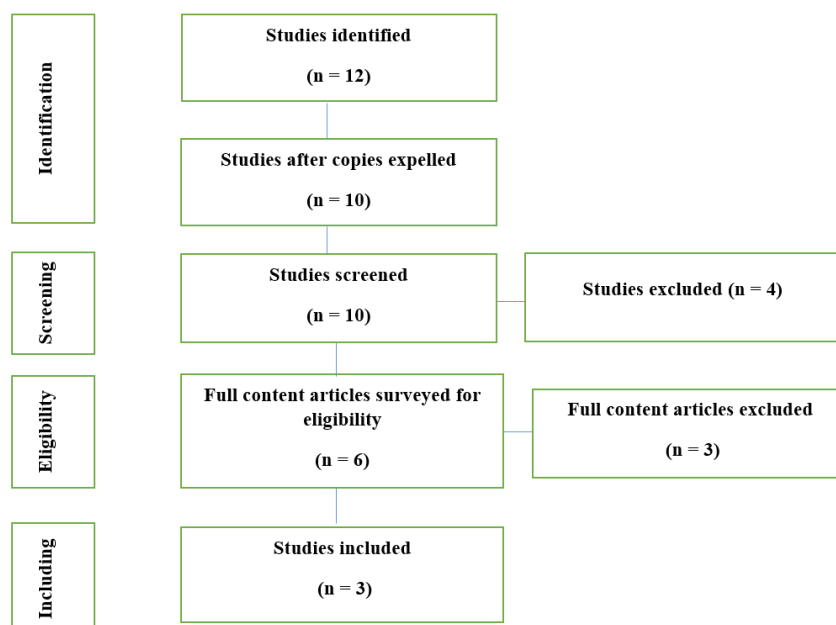 Identification
Studies identified
(n = 12)
Studies after copies expelled
(n = 10)
Screening
Studies screened
(n = 10)
Studies excluded (n = 4)
Eligibility
Full content articles surveyed for
eligibility
(n = 6)
Full content articles excluded
(n = 3)
Including
Studies included
(n = 3)